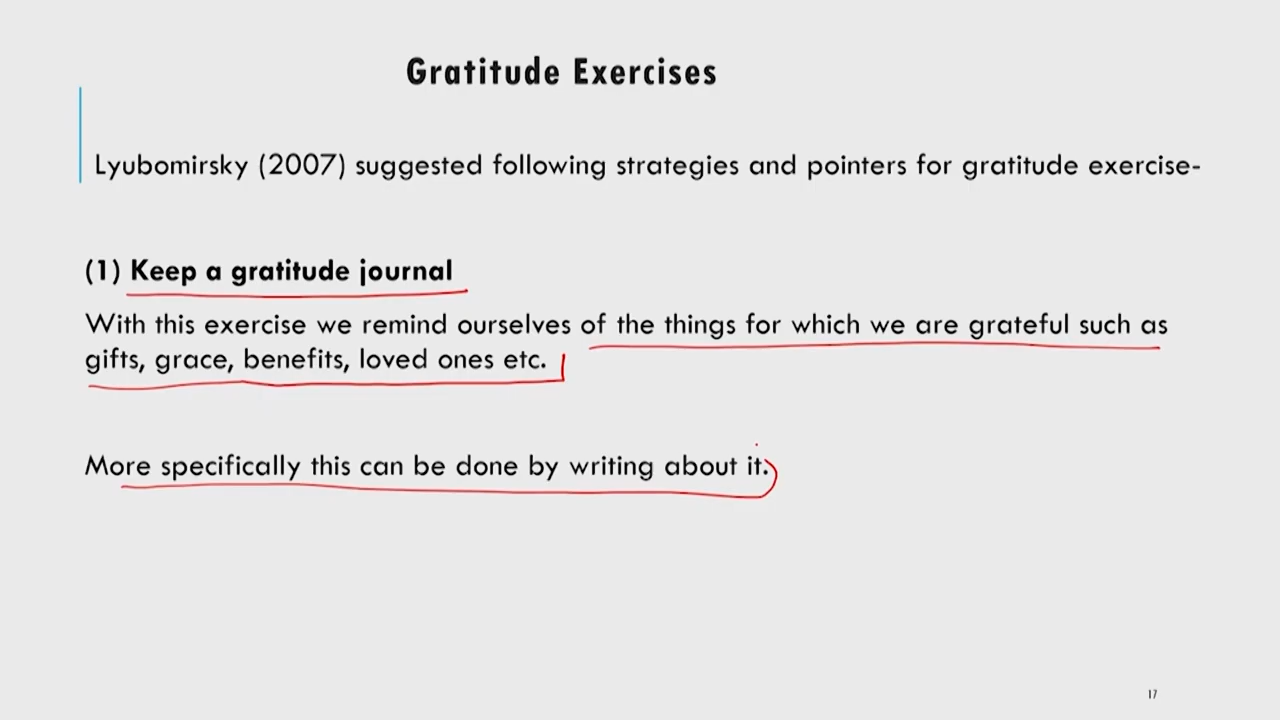 Gratitude Exercises
Lyubomirsky (2007) suggested following strategies and pointers for gratitude exercise-
(1) Keep a gratitude journal
With this exercise we remind ourselves of the things for which we are grateful such as
gifts, grace, benefits, loved ones etc.
More specifically this can be done by writing about it.
17